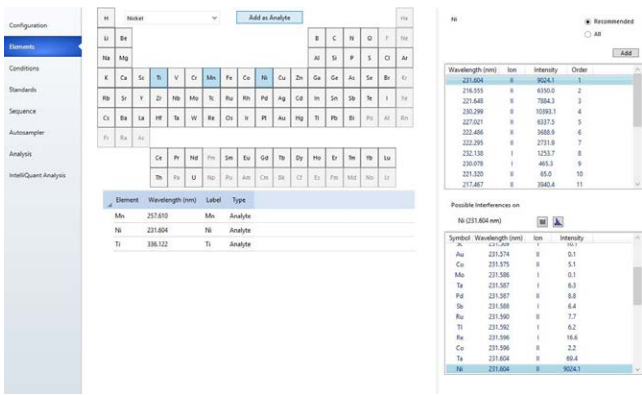 Configuration
Elements
Conditions
Standards
Sequence
Autosampler
Analysis
IntelliQuant Analysis
H Nickel Add as Analyte He
Li Be B C N O F Ne
Na Mg Al Si P S Cl Ar
K Ca Sc Ti V Cr Mn Fe Co Ni Cu Zn Ga Ge As Se Br Kr
Rb Sr Y Zr Nb Mo Tc Ru Rh Pd Ag Cd In Sn Sb Te I Xe
Cs Ba La Hf Ta W Re Os Ir Pt Au Hg Tl Pb Bi Po At Rn
Fr Ra Ac
Ce Pr Nd Pm Sm Eu Gd Tb Dy Ho Er Tm Yb Lu
Th Pa U Np Pu Am Cm Bk Cf Es Fm Md No Lr
Element Wavelength (nm) Label Type
Mn 257.610 Mn Analyte
Ni 231.604 Ni Analyte
Ti 336.122 Ti Analyte
Ni
Recommended
All
Add
Wavelength (nm) Ion Intensity Order
231.604 II 9024.1 1
216.555 II 6350.0 2
221.648 II 7884.3 3
230.299 II 10393.1 4
227.021 II 6337.5 5
222.486 II 3688.9 6
222.295 II 2731.9 7
232.138 I 1253.7 8
230.078 I 465.3 9
221.320 II 65.0 10
217.467 II 3940.4 11
Possible Interferences on
Ni (231.604 nm)
Symbol Wavelength (nm) Ion Intensity
Sc 231.569 I 10.1
Au 231.574 II 0.1
Co 231.575 II 5.1
Mo 231.586 I 0.1
Ta 231.587 I 6.3
Pd 231.587 II 8.8
Sb 231.588 I 6.4
Ru 231.590 II 7.7
Tl 231.592 I 6.2
Re 231.596 I 16.6
Co 231.596 II 2.2
Ta 231.604 II 69.4
Ni 231.604 II 9024.1